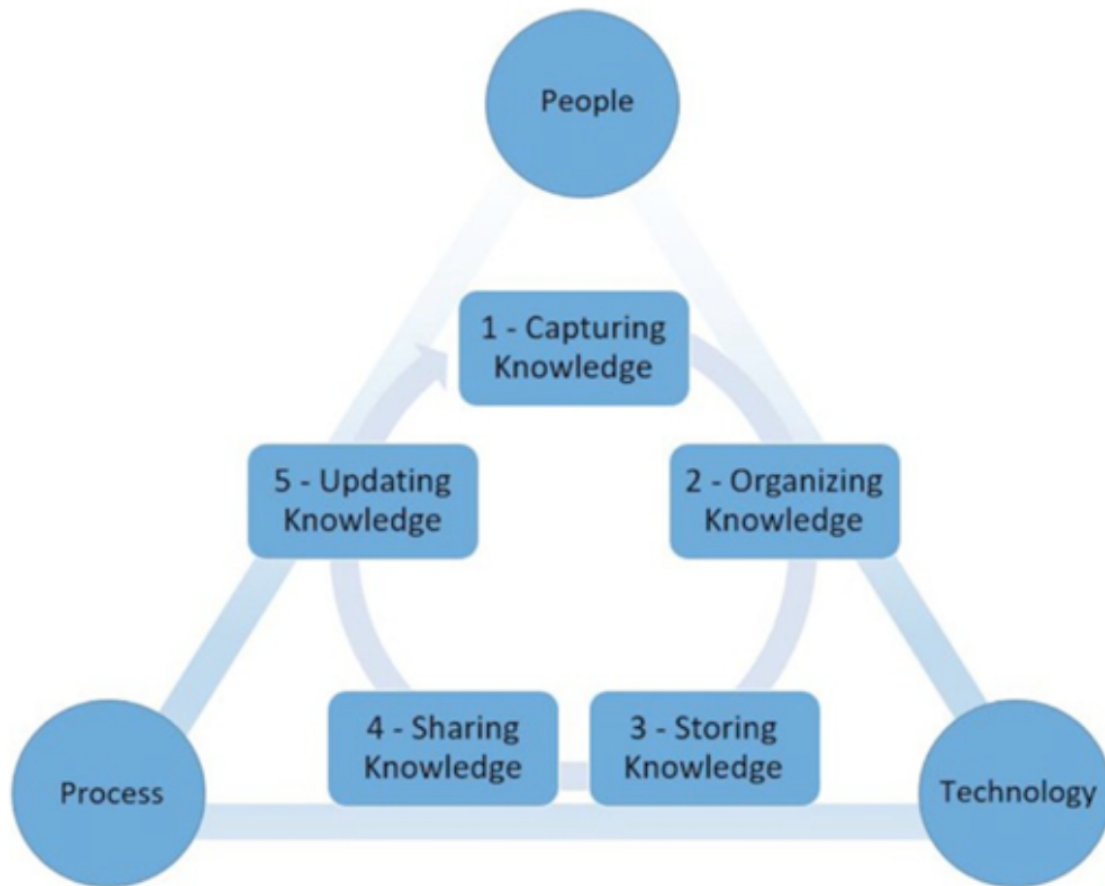 People
1 - Capturing
Knowledge
5 - Updating
Knowledge
2 - Organizing
Knowledge
4 - Sharing
Knowledge
3 - Storing
Knowledge
Process
Technology